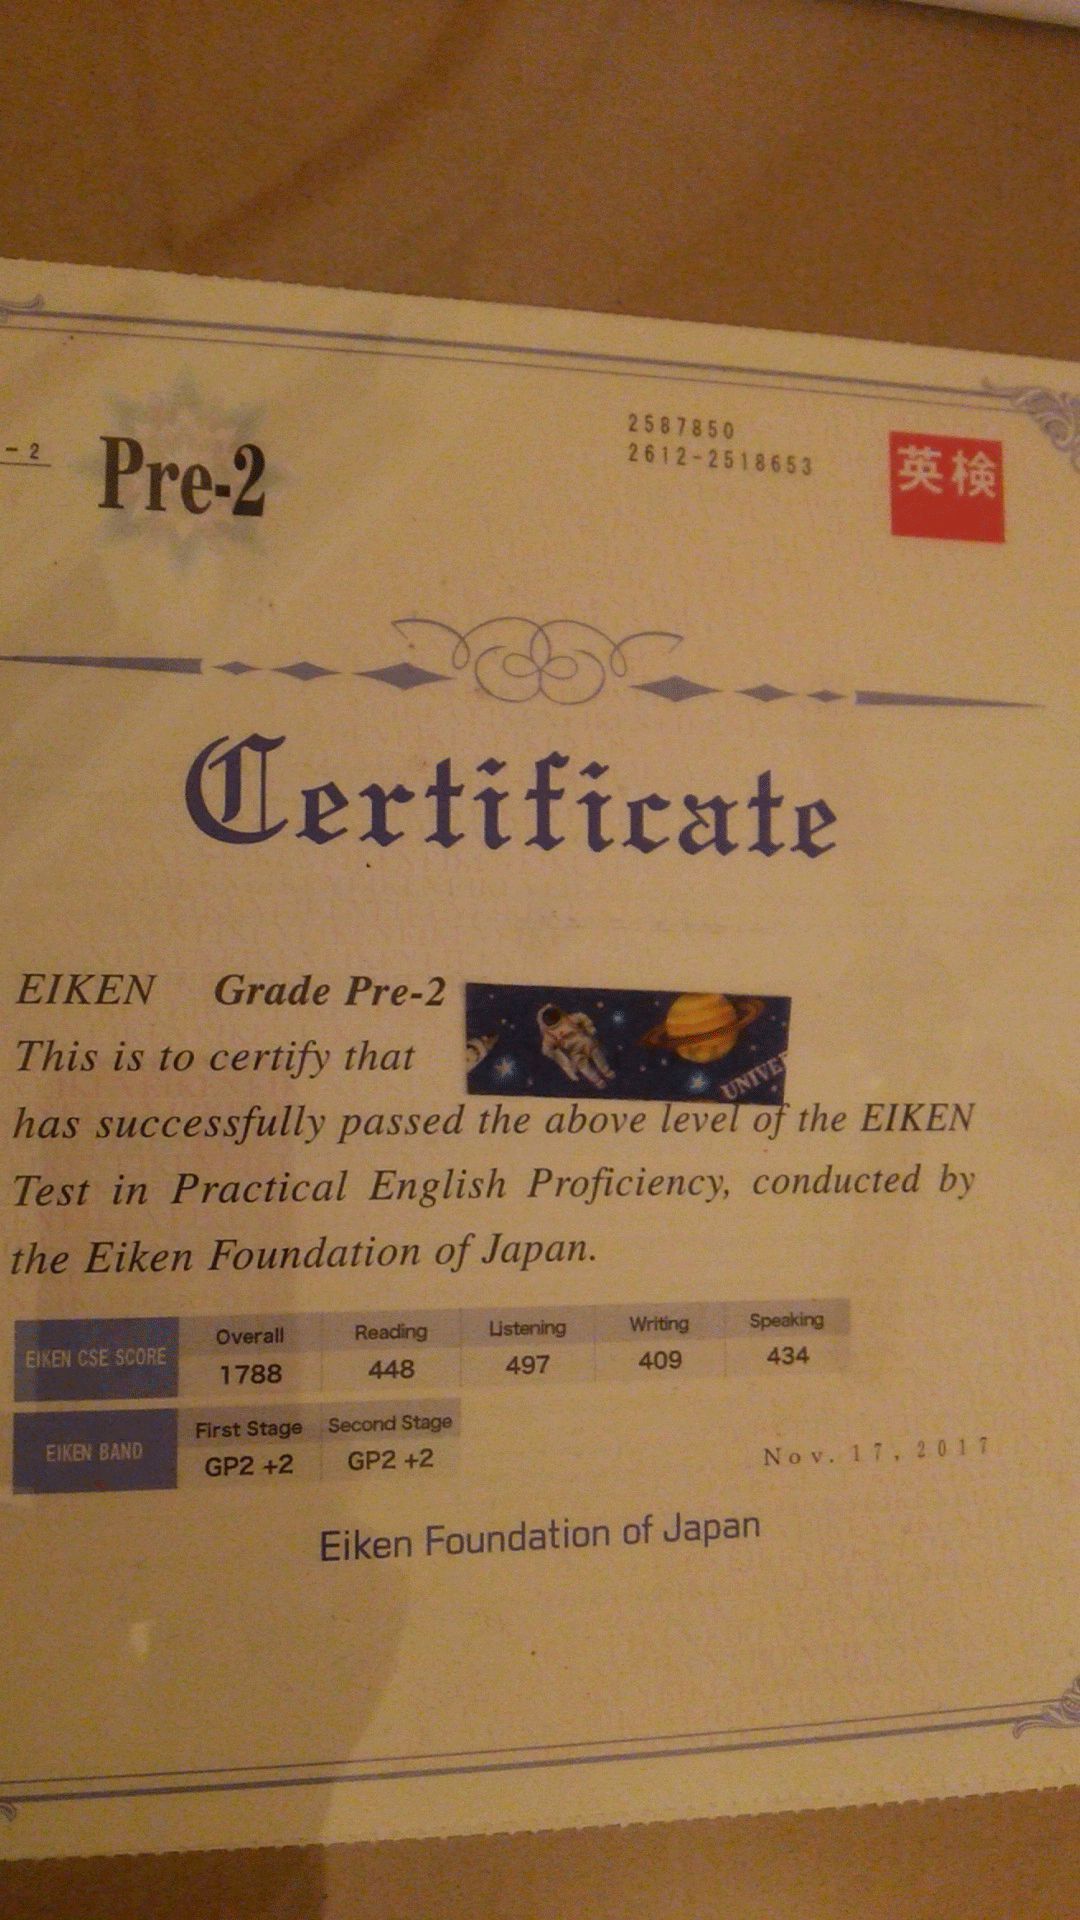 - 2
Pre-2
2587850
2612-2518653
英検
Certificate
EIKEN Grade Pre-2
This is to certify that
UNIVE
has successfully passed the above level of the EIKEN
Test in Practical English Proficiency, conducted by
the Eiken Foundation of Japan.
EIKEN CSE SCORE Overall Reading Listening Writing Speaking
1788 448 497 409 434
EIKEN BAND First Stage Second Stage
GP2 +2 GP2 +2
Nov. 17, 2017
Eiken Foundation of Japan